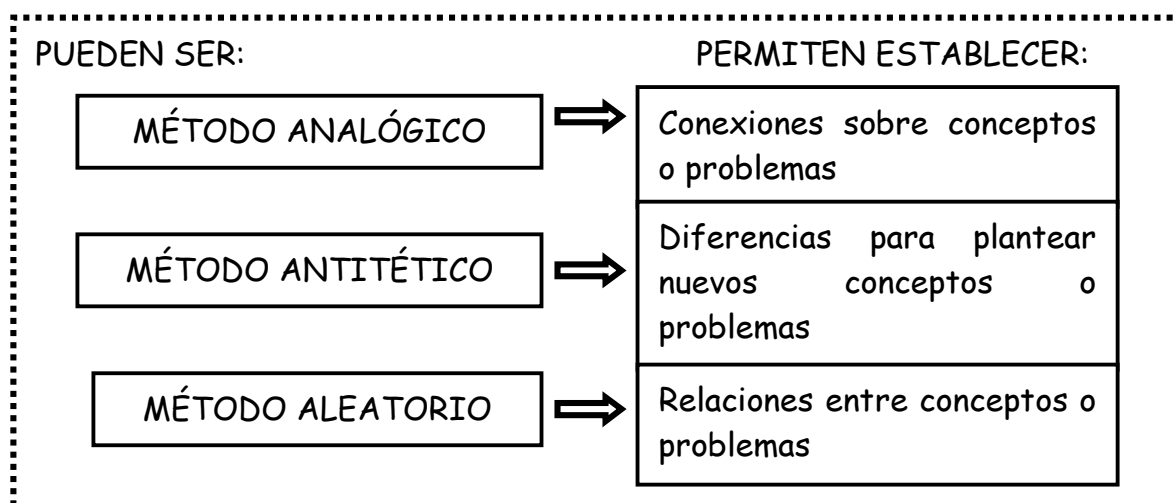 PUEDEN SER:
PERMITEN ESTABLECER:
MÉTODO ANALÓGICO
Conexiones sobre conceptos
o problemas
MÉTODO ANTITÉTICO
Diferencias para plantear
nuevos conceptos o
problemas
MÉTODO ALEATORIO
Relaciones entre conceptos o
problemas